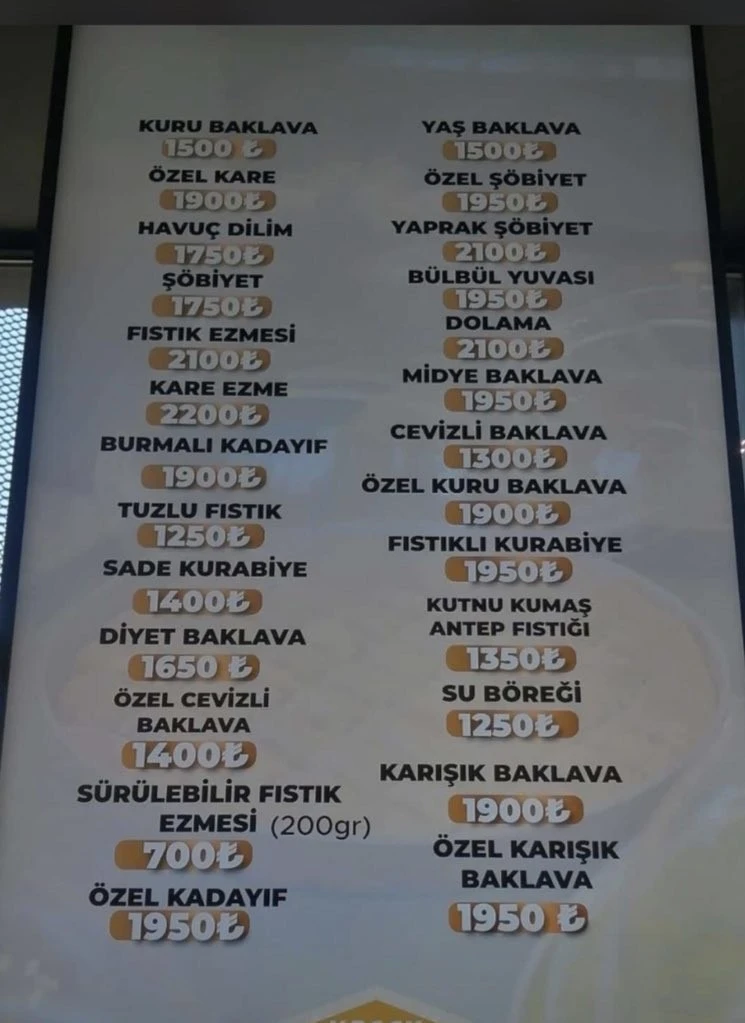 KURU BAKLAVA
1500 ₺
ÖZEL KARE
1900₺
HAVUÇ DİLİM
1750₺
ŞÖBİYET
1750₺
FISTIK EZMESİ
2100₺
KARE EZME
2200₺
BURMALI KADAYIF
1900₺
TUZLU FISTIK
1250₺
SADE KURABİYE
1400₺
DİYET BAKLAVA
1650 ₺
ÖZEL CEVİZLİ
BAKLAVA
1400₺
SÜRÜLEBİLİR FISTIK
EZMESİ (200gr)
700₺
ÖZEL KADAYIF
1950₺
YAŞ BAKLAVA
1500₺
ÖZEL ŞÖBİYET
1950₺
YAPRAK ŞÖBİYET
2100₺
BÜLBÜL YUVASI
1950₺
DOLAMA
2100₺
MİDYE BAKLAVA
1950₺
CEVİZLİ BAKLAVA
1300₺
ÖZEL KURU BAKLAVA
1900₺
FISTIKLI KURABİYE
1950₺
KUTNU KUMAŞ
ANTEP FISTIĞI
1350₺
SU BÖREĞİ
1250₺
KARIŞIK BAKLAVA
1900₺
ÖZEL KARIŞIK
BAKLAVA
1950 ₺